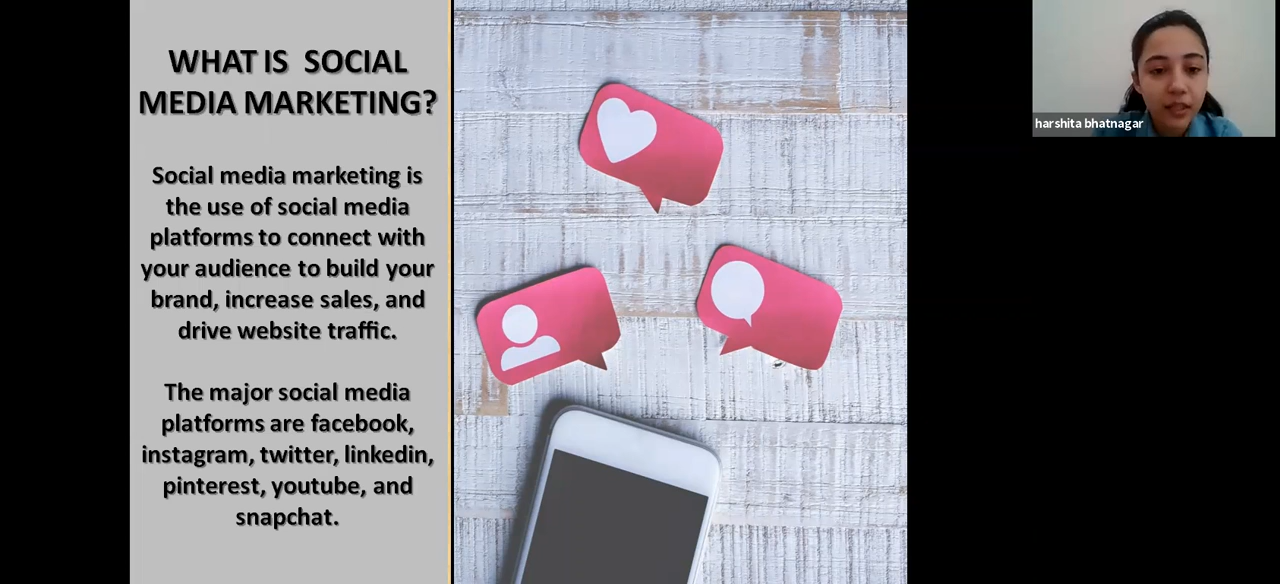 WHAT IS SOCIAL
MEDIA MARKETING?
Social media marketing is
the use of social media
platforms to connect with
your audience to build your
brand, increase sales, and
drive website traffic.
The major social media
platforms are facebook,
instagram, twitter, linkedin,
pinterest, youtube, and
snapchat.
harshita bhatnagar